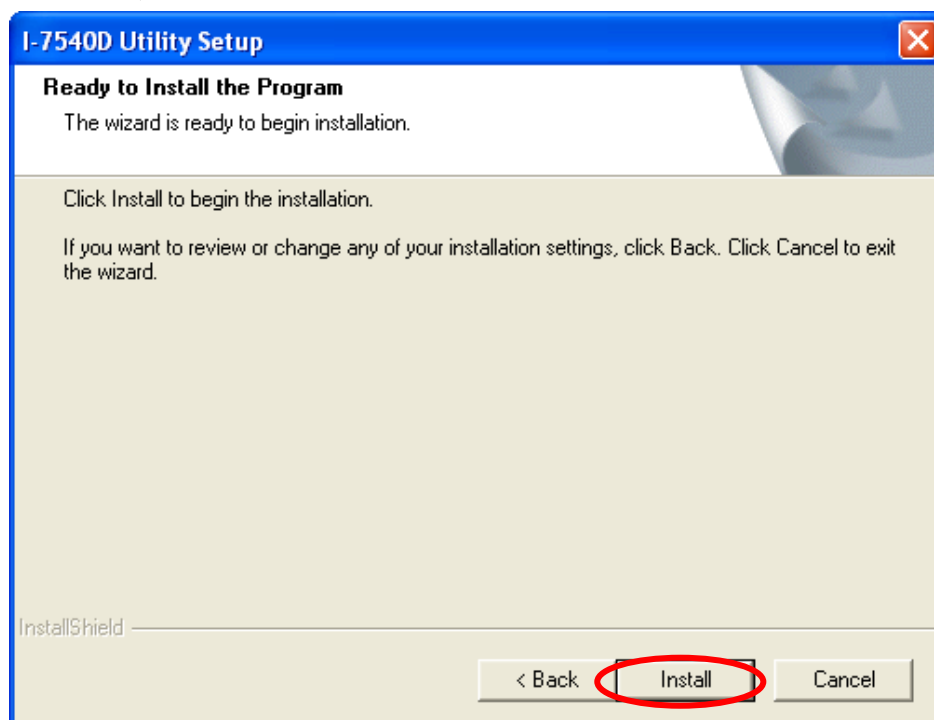 I-7540D Utility Setup
Ready to Install the Program
The wizard is ready to begin installation.
Click Install to begin the installation.
If you want to review or change any of your installation settings, click Back. Click Cancel to exit
the wizard.
InstallShield
< Back Install Cancel